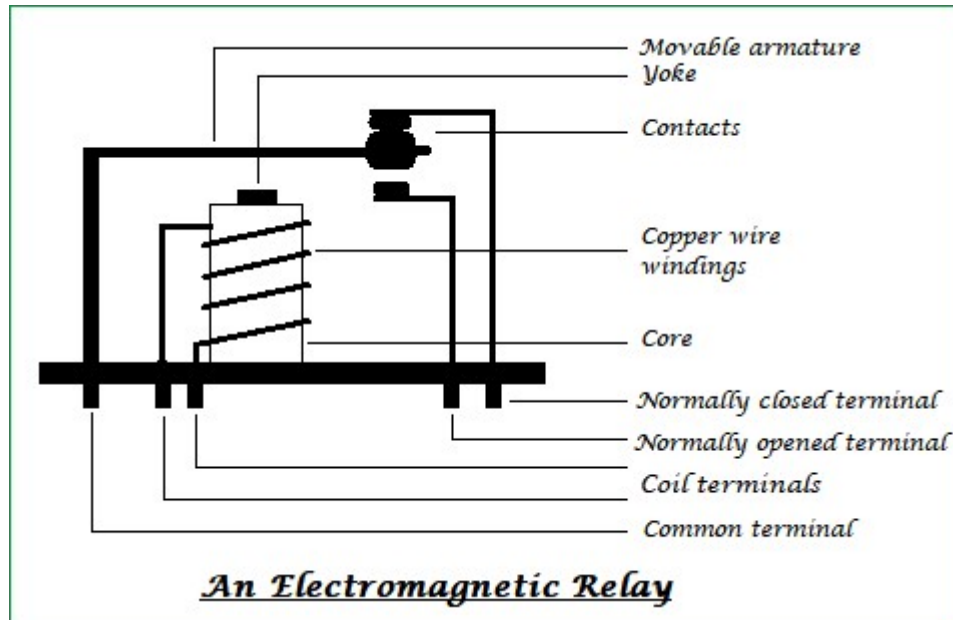 Movable armature
Yoke
Contacts
Copper wire
windings
Core
Normally closed terminal
Normally opened terminal
Coil terminals
Common terminal
An Electromagnetic Relay